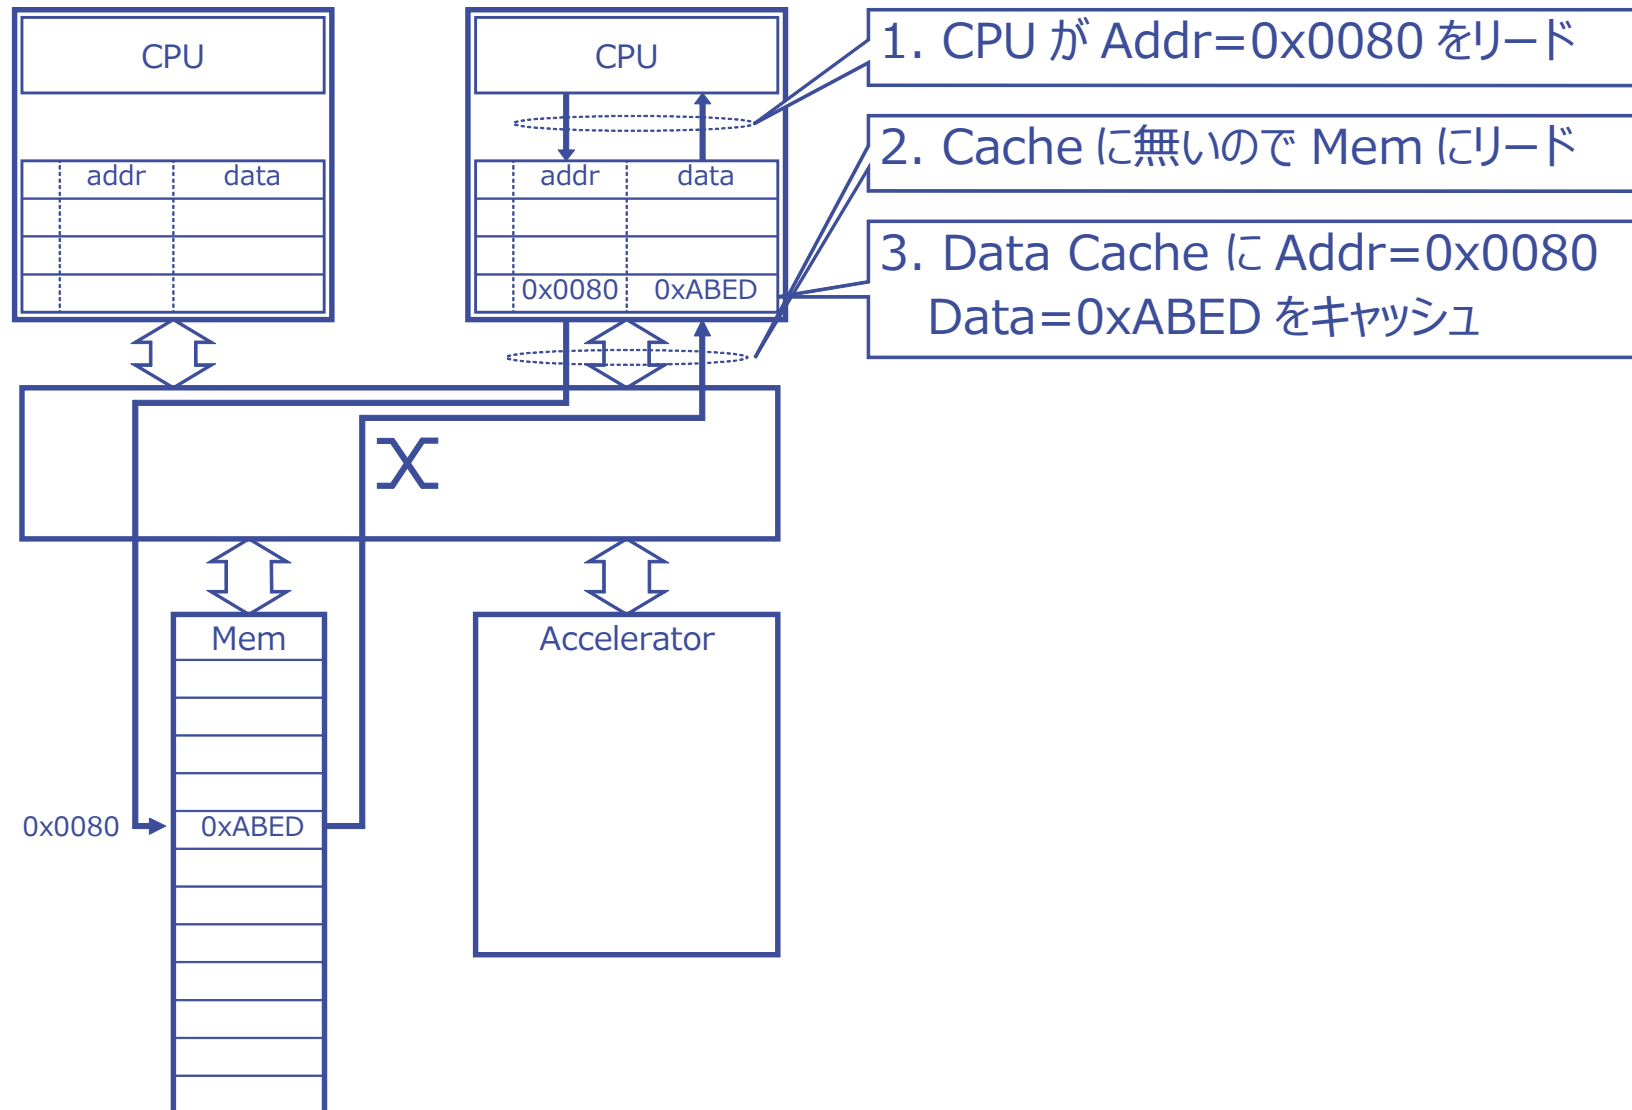 CPU
addr data
CPU
addr data
0x0080 0xABED
1. CPU が Addr=0x0080 をリード
2. Cache に無いので Mem にリード
3. Data Cache に Addr=0x0080
Data=0xABED をキャッシュ
Mem
0x0080 0xABED
Accelerator